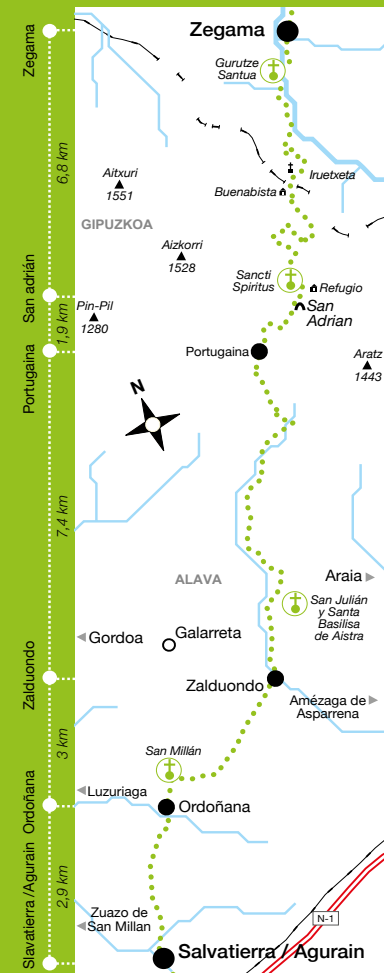 Zegama
6,8 km
San adrián
1,9 km
Portugaina
7,4 km
Zalduondo
3 km
Ordoñana
2,9 km
Slavatierra /Agurain
Zegama
Gurutze
Santua
Iruetxeta
Buenabista
Aitxuri
1551
GIPUZKOA
Aizkorri
1528
Sancti
Spiritus
Refugio
San
Adrian
Pin-Pil
1280
Portugaina
Aratz
1443
N
ALAVA
Araia
San Julián
y Santa
Basilisa
de Aistra
Gordoa
Galarreta
Zalduondo
Amézaga de
Asparrena
San Millán
Luzuriaga
Ordoñana
N-1
Zuazo de
San Millan
Salvatierra / Agurain